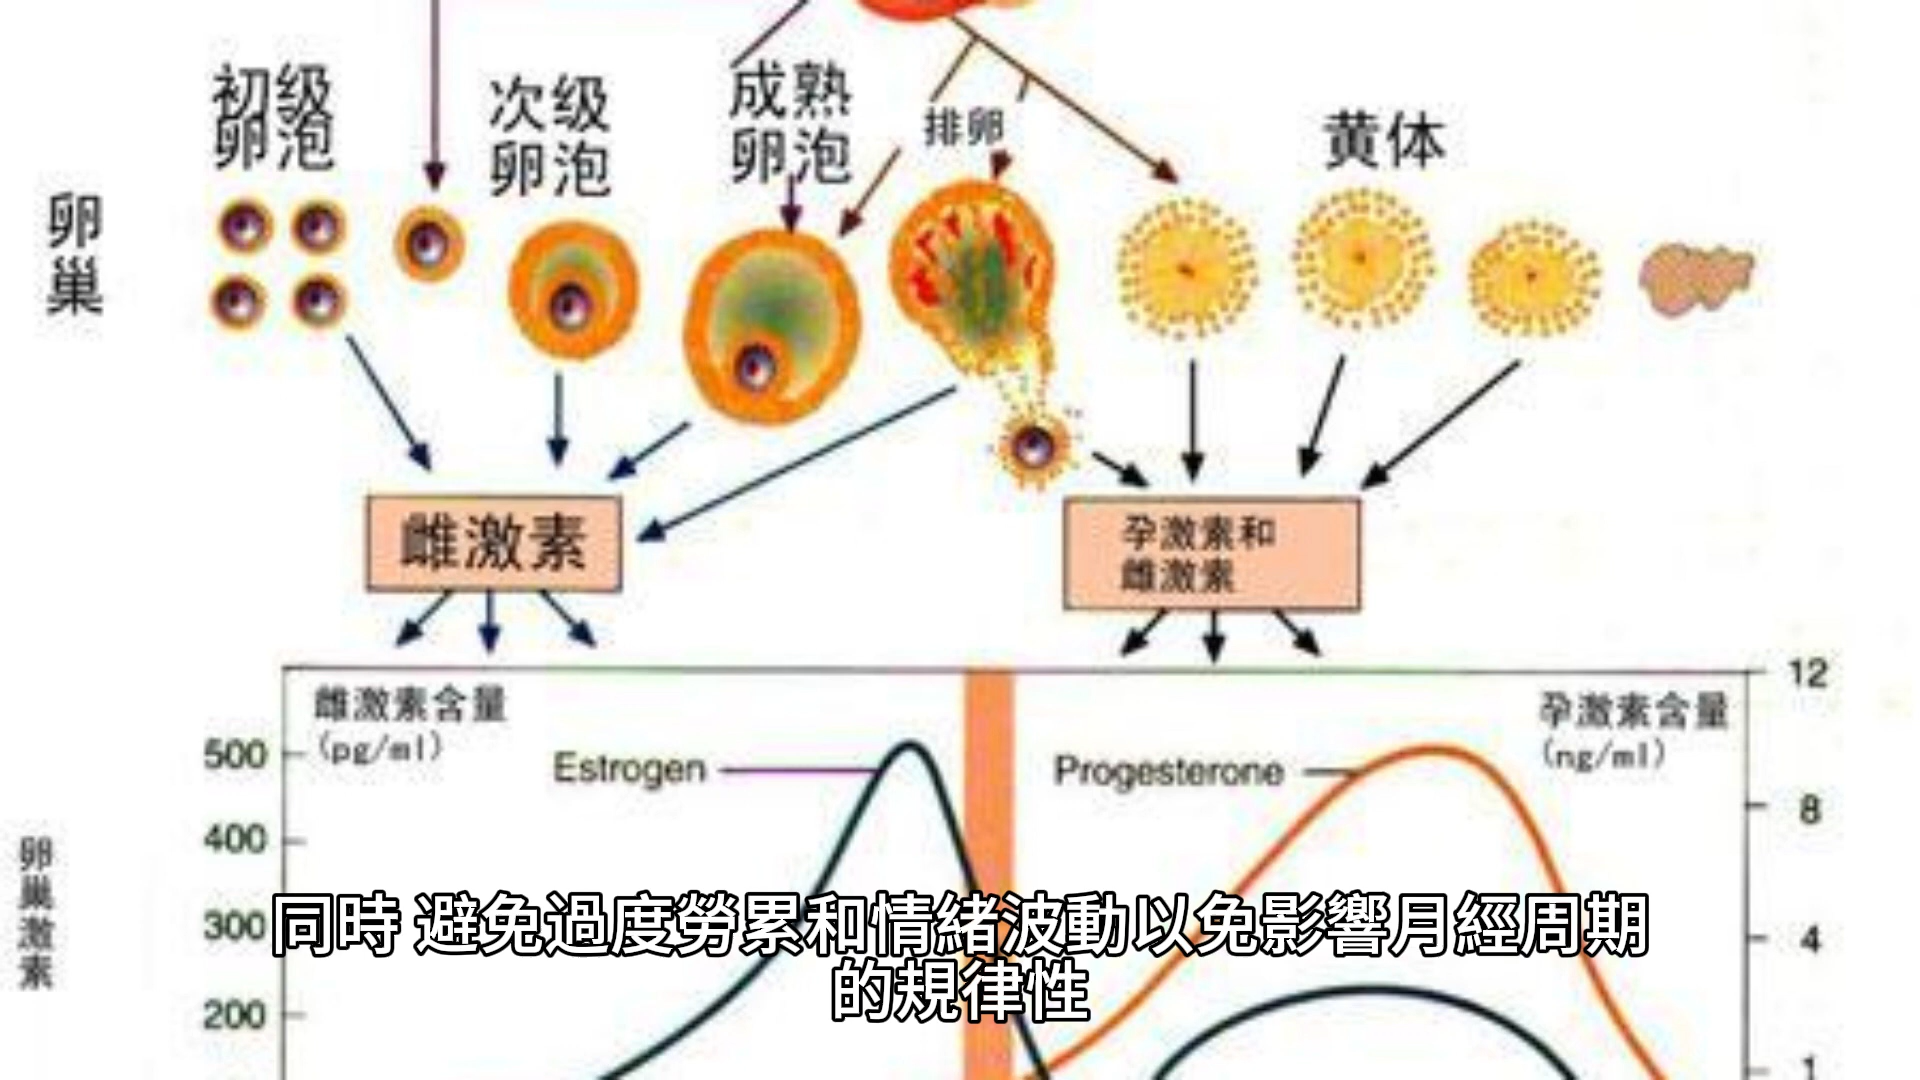 初级
卵泡
次级
卵泡
成熟
卵泡
排卵
黄体
卵
巢
雌激素
孕激素和
雌激素
雌激素含量
(pg/ml)
孕激素含量
(ng/ml)
Estrogen
Progesterone
500
400
300
200
12
8
4
1
卵
巢
激
素
同時 避免過度勞累和情緒波動以免影響月經周期
的規律性